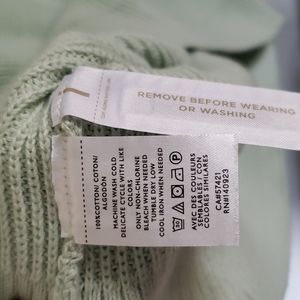 REMOVE BEFORE WEARING
OR WASHING
100%COTTON/ COTON/
ALGODÓN
MACHINE WASH COLD
DELICATE CYCLE WITH LIKE
COLORS
ONLY NON-CHLORINE
BLEACH WHEN NEEDED
TUMBLE DRY LOW
COOL IRON WHEN NEEDED
AVEC DES COULEURS
SEMBLABLES / CON
COLORES SIMILARES
CA#57421
RN#140923